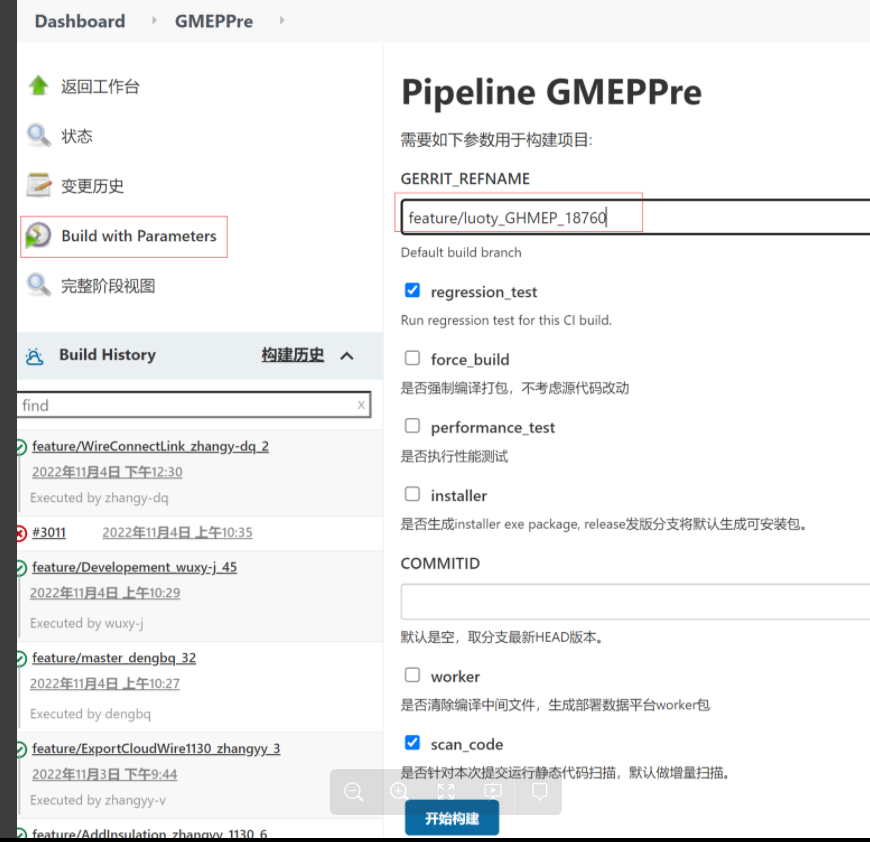 Dashboard GMEPPre
返回工作台
状态
变更历史
Build with Parameters
完整阶段视图
Build History 构建历史
find x
feature/WireConnectLink_zhangy-dq_2
2022年11月4日 下午12:30
Executed by zhangy-dq
#3011 2022年11月4日 上午10:35
feature/Developement_wuxy-j_45
2022年11月4日 上午10:29
Executed by wuxy-j
feature/master_dengbq_32
2022年11月4日 上午10:27
Executed by dengbq
feature/ExportCloudWire1130_zhangyy_3
2022年11月3日 下午9:44
Executed by zhangyy-v
feature/AddInsulation_zhangyy_1130_6
Pipeline GMEPPre
需要如下参数用于构建项目:
GERRIT_REFNAME
feature/luoty_GHMEP_18760
Default build branch
regression_test
Run regression test for this CI build.
force_build
是否强制编译打包，不考虑源代码改动
performance_test
是否执行性能测试
installer
是否生成installer exe package, release发版分支将默认生成可安装包。
COMMITID
默认是空，取分支最新HEAD版本。
worker
是否清除编译中间文件，生成部署数据平台worker包
scan_code
是否针对本次提交运行静态代码扫描，默认做增量扫描。
开始构建